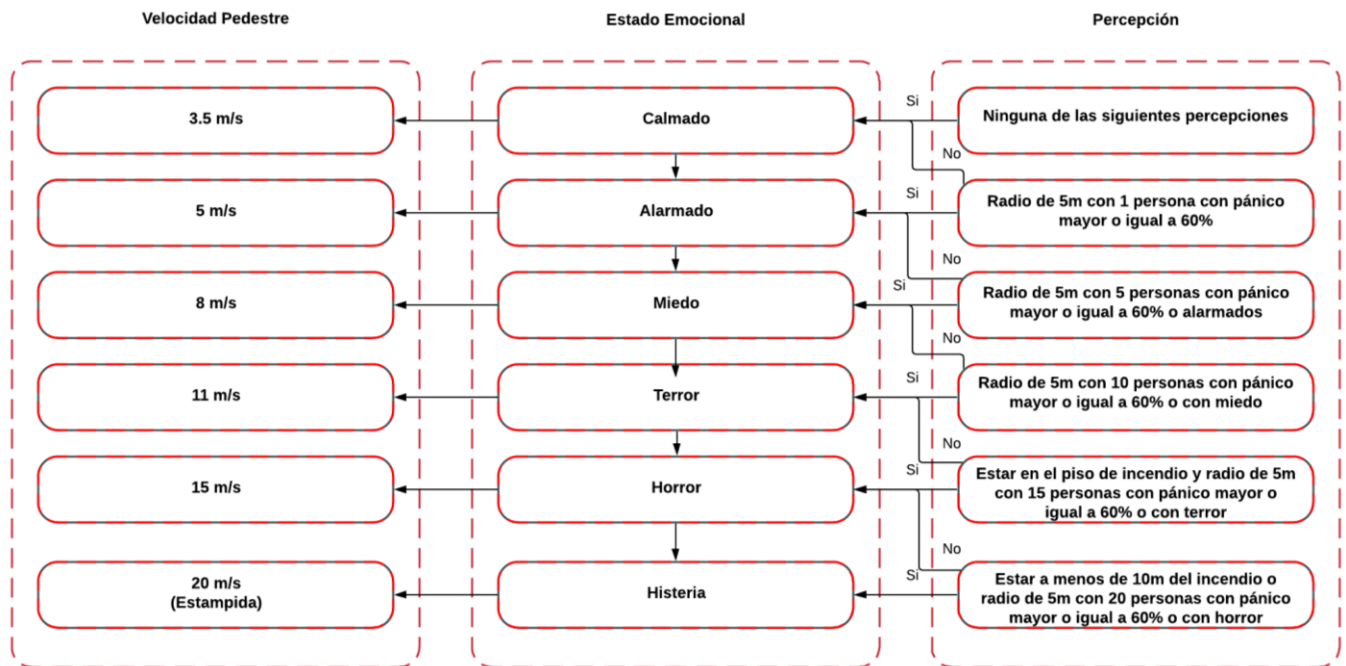 Velocidad Pedestre
Estado Emocional
Percepción
3.5 m/s
Calmado
Si
Ninguna de las siguientes percepciones
No
5 m/s
Alarmado
Si
Radio de 5m con 1 persona con pánico
mayor o igual a 60%
No
8 m/s
Miedo
Si
Radio de 5m con 5 personas con pánico
mayor o igual a 60% o alarmados
No
11 m/s
Terror
Si
Radio de 5m con 10 personas con pánico
mayor o igual a 60% o con miedo
No
15 m/s
Horror
Si
Estar en el piso de incendio y radio de 5m
con 15 personas con pánico mayor o
igual a 60% o con terror
No
20 m/s
(Estampida)
Histeria
Si
Estar a menos de 10m del incendio o
radio de 5m con 20 personas con pánico
mayor o igual a 60% o con horror